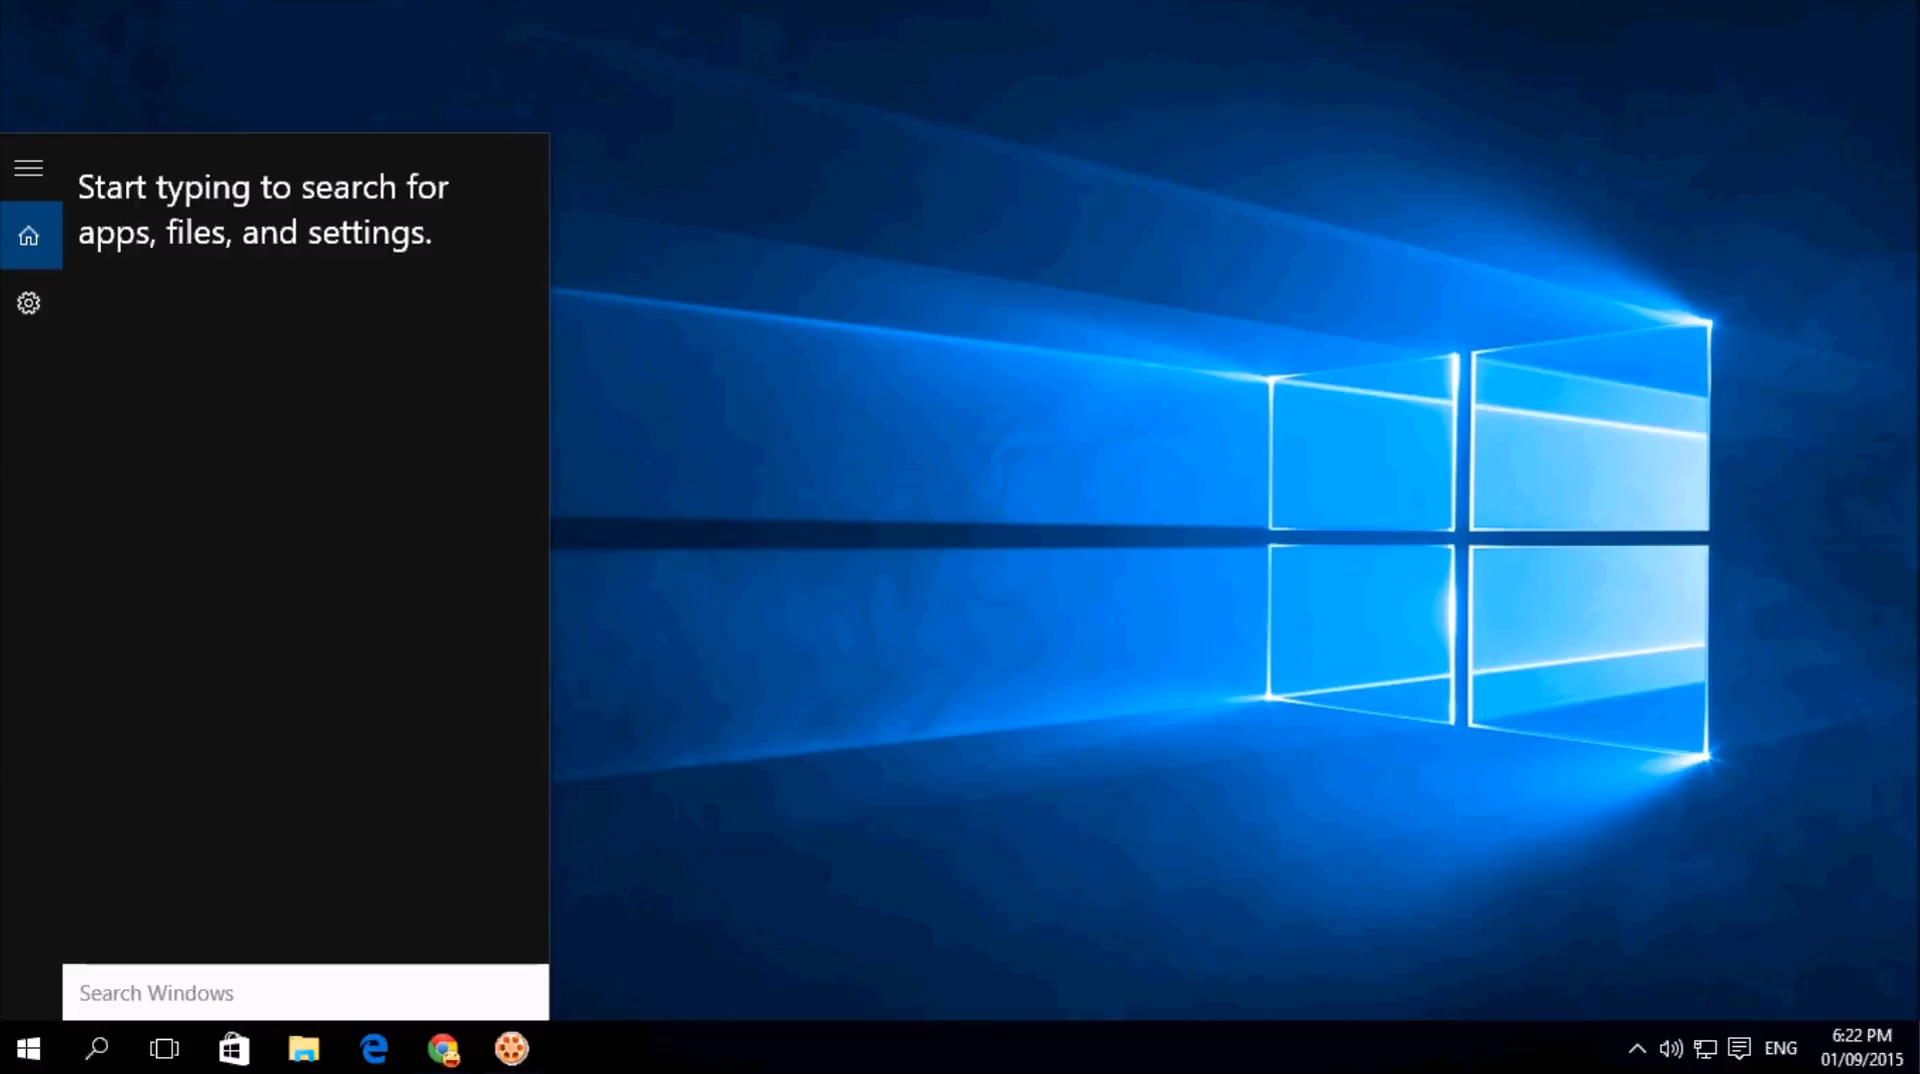 Start typing to search for
apps, files, and settings.
Search Windows
ENG
6:22 PM
01/09/2015